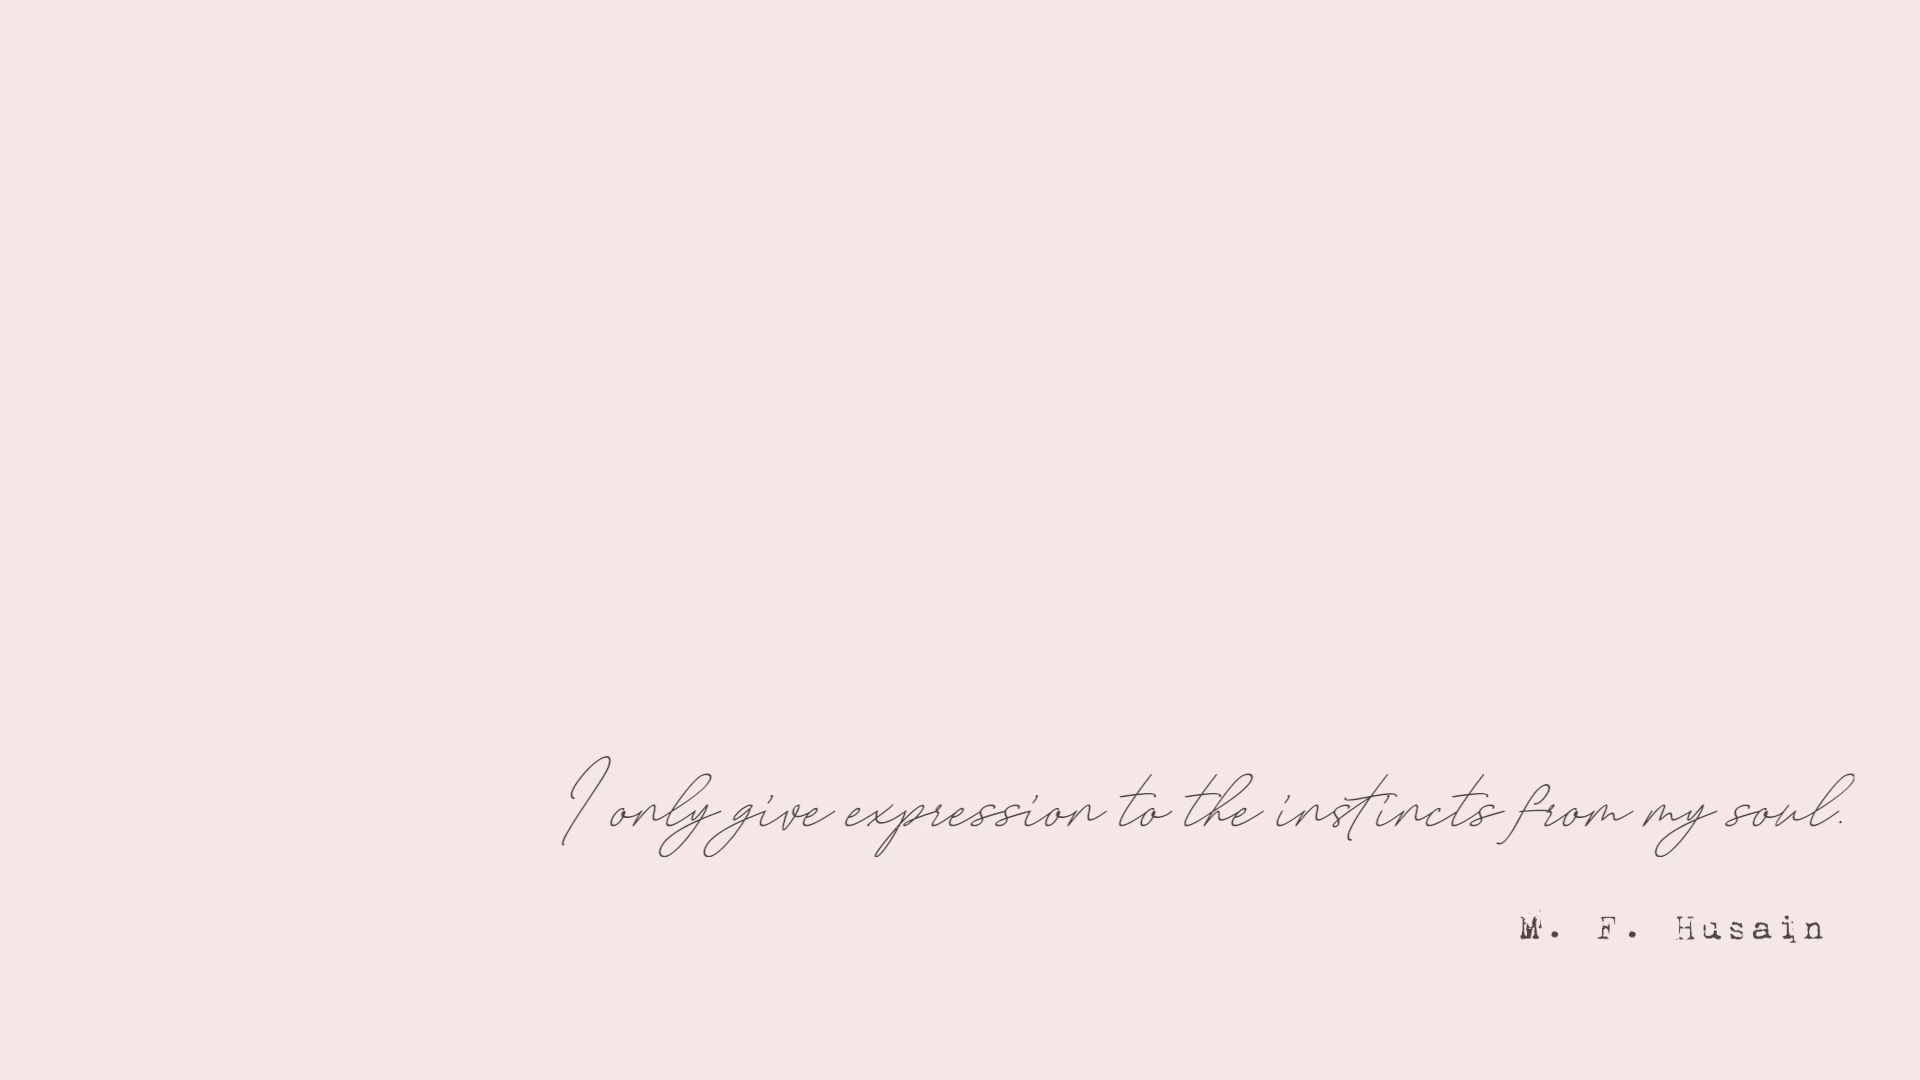 I only give expression to the instincts from my soul.
M. F. Husain